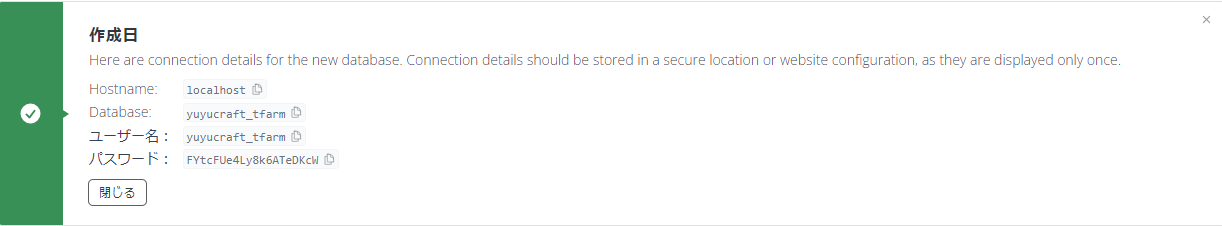 作成日
Here are connection details for the new database. Connection details should be stored in a secure location or website configuration, as they are displayed only once.
Hostname: localhost
Database: yuyucraft_tfarm
ユーザー名： yuyucraft_tfarm
パスワード： FYtcFUe4Ly8k6ATeDKcW
閉じる